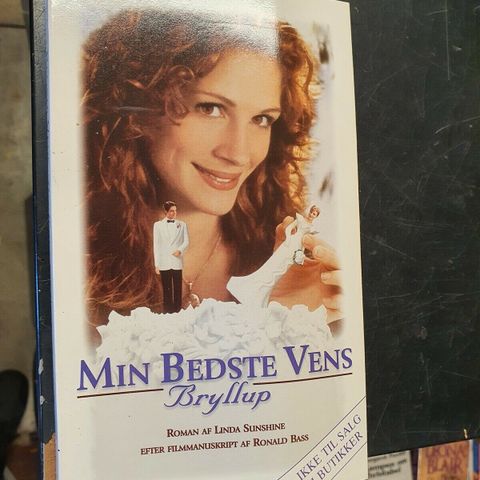 MIN BEDSTE VENS
Bryllup
ROMAN AF LINDA SUNSHINE
EFTER FILMMANUSKRIPT AF RONALD BASS
IKKE TIL SALG
I BUTIKKER
BLAIR